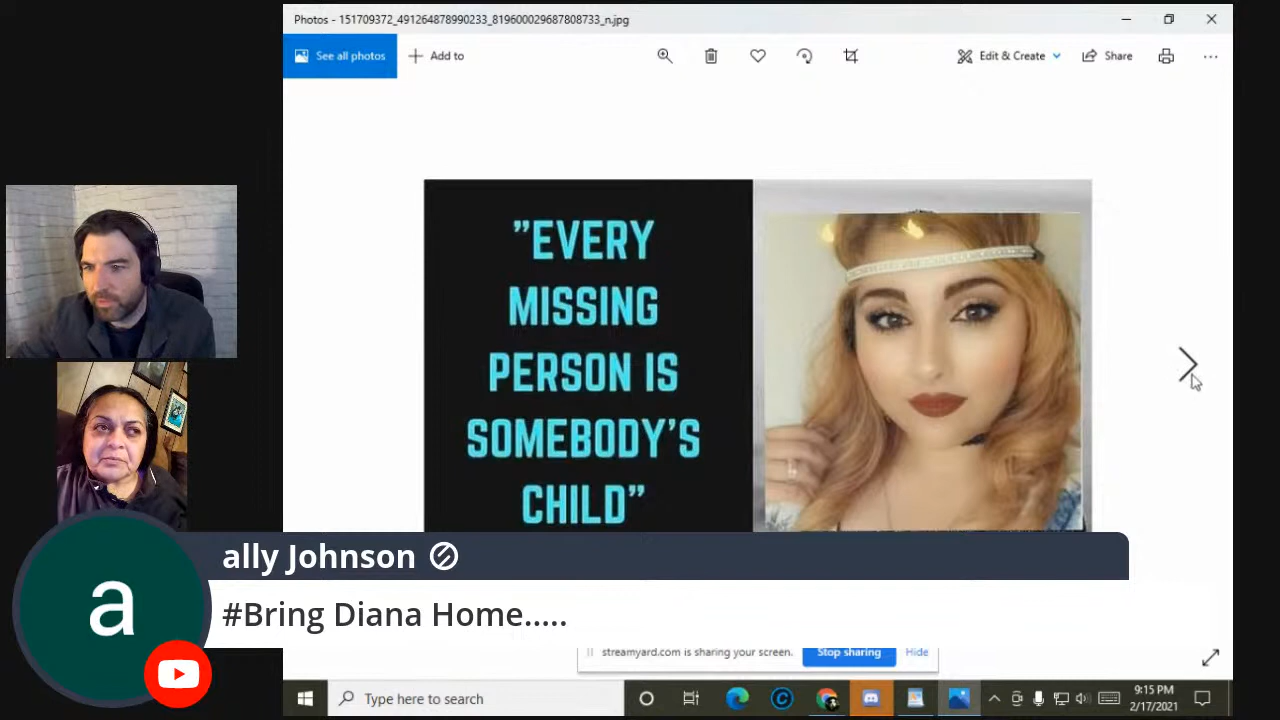 Photos - 151709372_491264878990233_819600029687808733_n.jpg
See all photos
Add to
Edit & Create
Share
"EVERY
MISSING
PERSON IS
SOMEBODY'S
CHILD"
ally Johnson
a
#Bring Diana Home.....
streamyard.com is sharing your screen.
Stop sharing
Hide
Type here to search
9:15 PM
2/17/2021